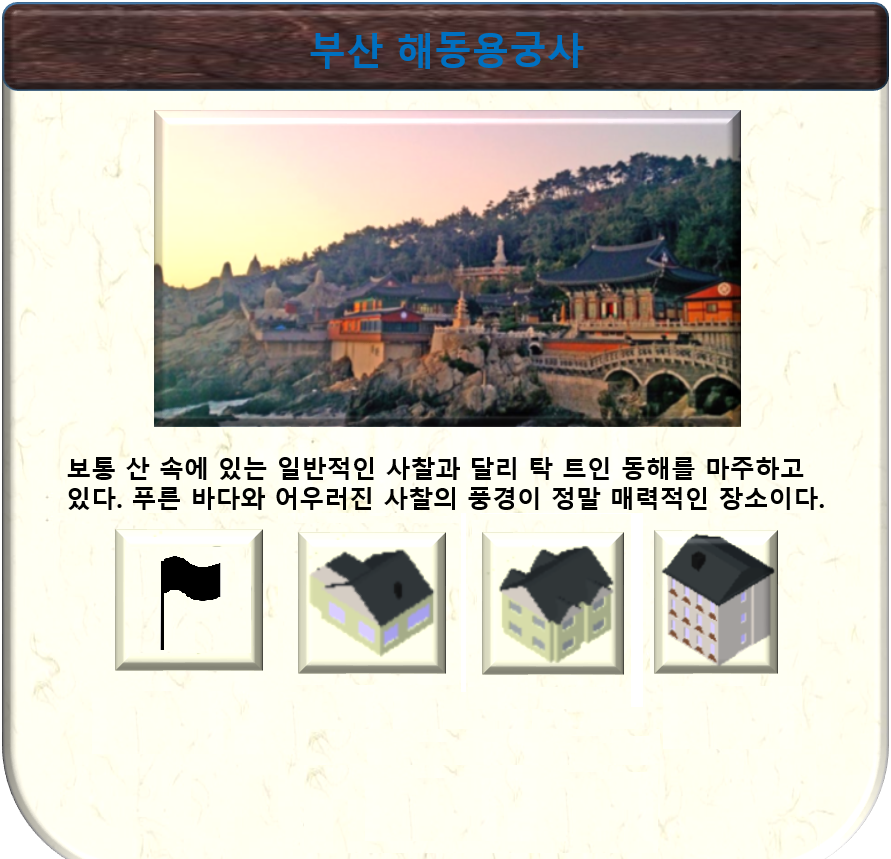 부산 해동용궁사
보통 산 속에 있는 일반적인 사찰과 달리 탁 트인 동해를 마주하고
있다. 푸른 바다와 어우러진 사찰의 풍경이 정말 매력적인 장소이다.